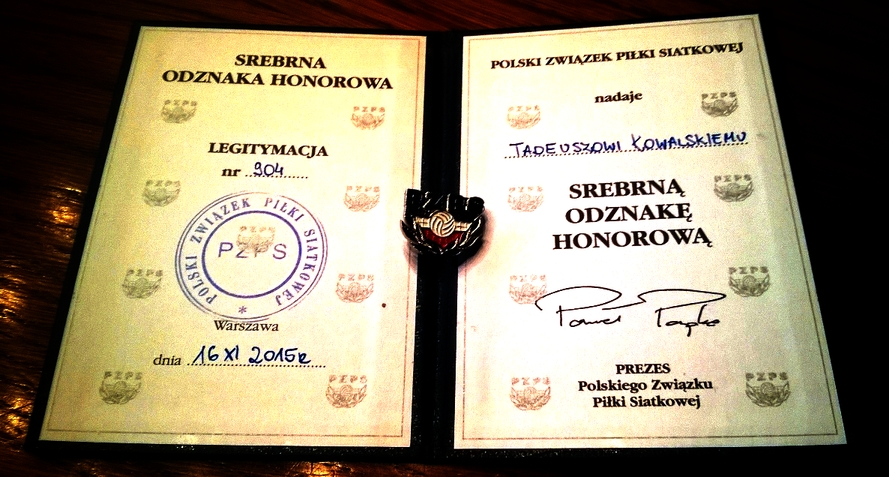 SREBRNA
ODZNAKA HONOROWA
LEGITYMACJA
nr 904
POLSKI ZWIĄZEK PIŁKI SIATKOWEJ
PZPS
Warszawa
dnia 16 XI 2015r
POLSKI ZWIĄZEK PIŁKI SIATKOWEJ
nadaje
TADEUSZOWI KOWALSKIEMU
SREBRNĄ
ODZNAKĘ
HONOROWĄ
PREZES
Polskiego Związku
Piłki Siatkowej